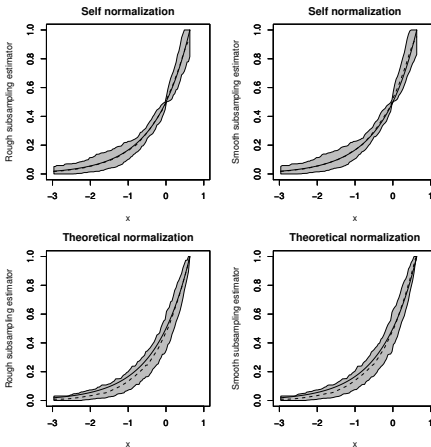 Self normalization
Rough subsampling estimator
0.0 0.2 0.4 0.6 0.8 1.0
−3 −2 −1 0 1
x
Self normalization
Smooth subsampling estimator
0.0 0.2 0.4 0.6 0.8 1.0
−3 −2 −1 0 1
x
Theoretical normalization
Rough subsampling estimator
0.0 0.2 0.4 0.6 0.8 1.0
−3 −2 −1 0 1
x
Theoretical normalization
Smooth subsampling estimator
0.0 0.2 0.4 0.6 0.8 1.0
−3 −2 −1 0 1
x